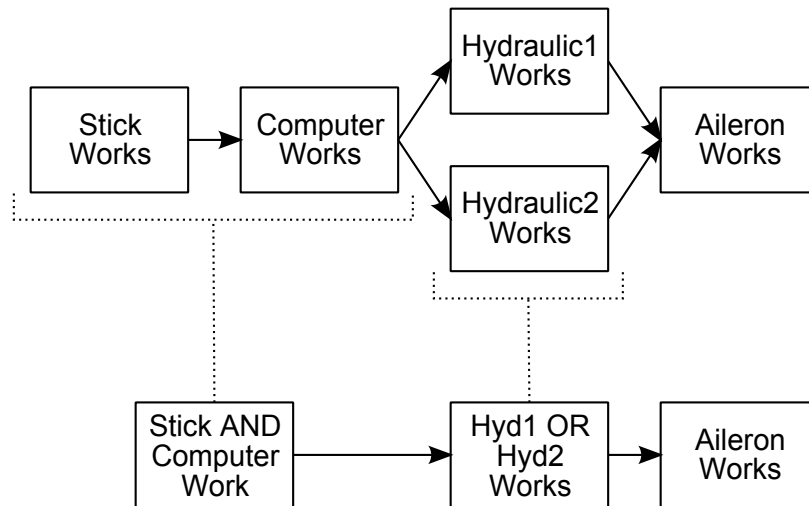 Stick
Works
Computer
Works
Hydraulic1
Works
Hydraulic2
Works
Aileron
Works
Stick AND
Computer
Work
Hyd1 OR
Hyd2
Works
Aileron
Works